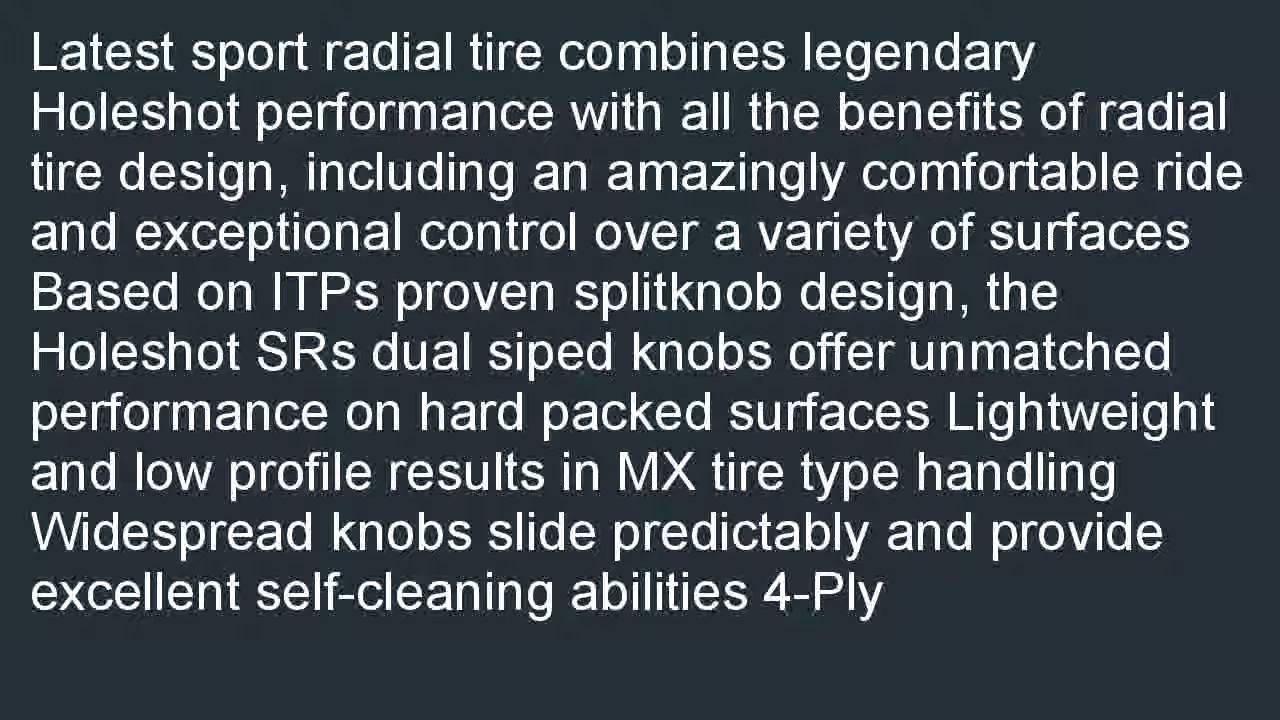 Latest sport radial tire combines legendary
Holeshot performance with all the benefits of radial
tire design, including an amazingly comfortable ride
and exceptional control over a variety of surfaces
Based on ITPs proven splitknob design, the
Holeshot SRs dual siped knobs offer unmatched
performance on hard packed surfaces Lightweight
and low profile results in MX tire type handling
Widespread knobs slide predictably and provide
excellent self-cleaning abilities 4-Ply